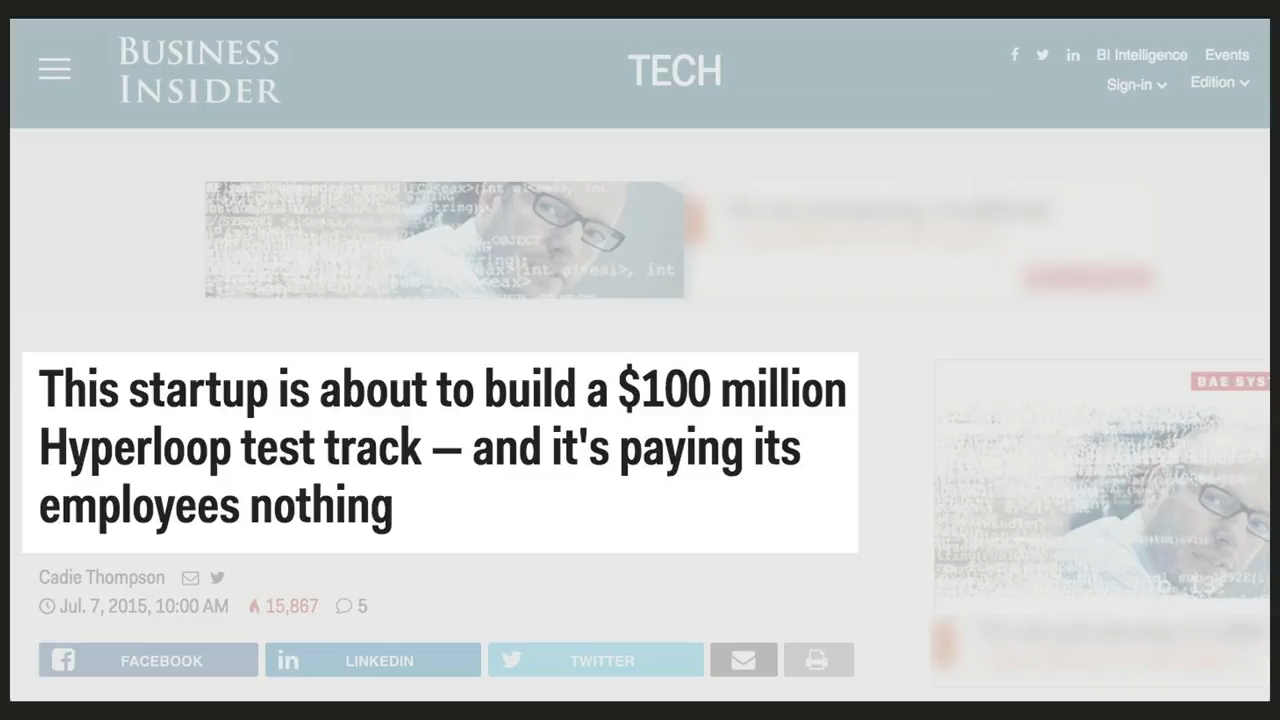 BUSINESS
INSIDER
TECH
BI Intelligence Events
Sign-in Edition
This startup is about to build a $100 million
Hyperloop test track — and it's paying its
employees nothing
Cadie Thompson
Jul. 7, 2015, 10:00 AM 15,867 5
FACEBOOK LINKEDIN TWITTER
BAE SYS